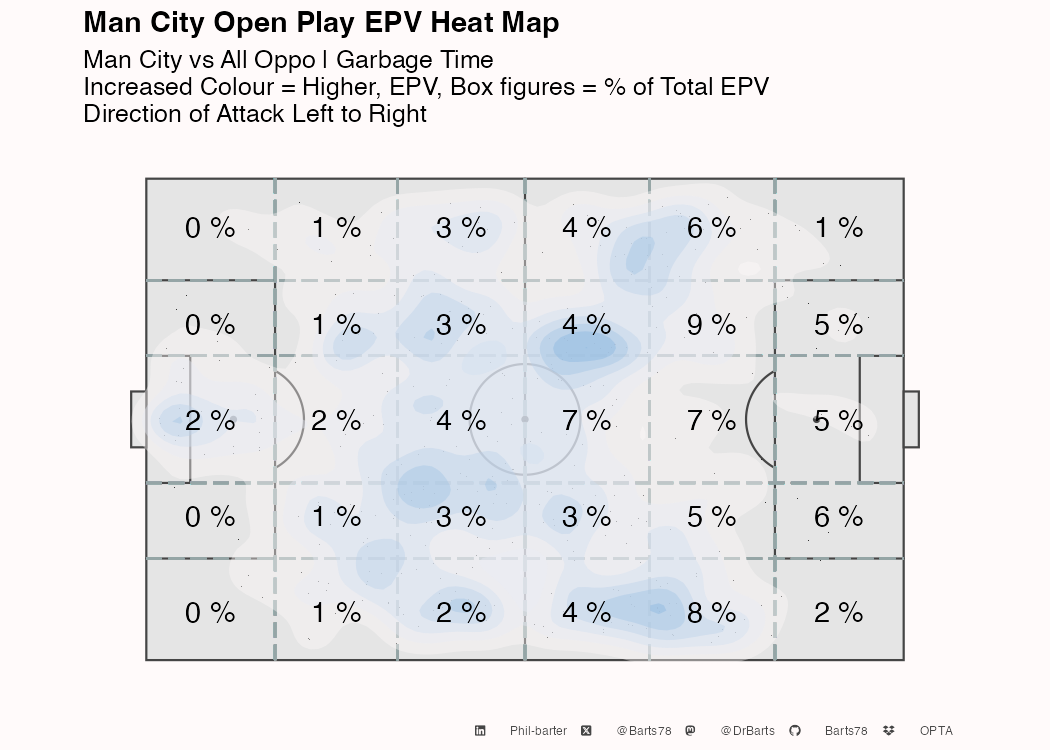 Man City Open Play EPV Heat Map
Man City vs All Oppo | Garbage Time
Increased Colour = Higher, EPV, Box figures = % of Total EPV
Direction of Attack Left to Right
0 % 1 % 3 % 4 % 6 % 1 %
0 % 1 % 3 % 4 % 9 % 5 %
2 % 2 % 4 % 7 % 7 % 5 %
0 % 1 % 3 % 3 % 5 % 6 %
0 % 1 % 2 % 4 % 8 % 2 %
Phil-barter @Barts78 @DrBarts Barts78 OPTA